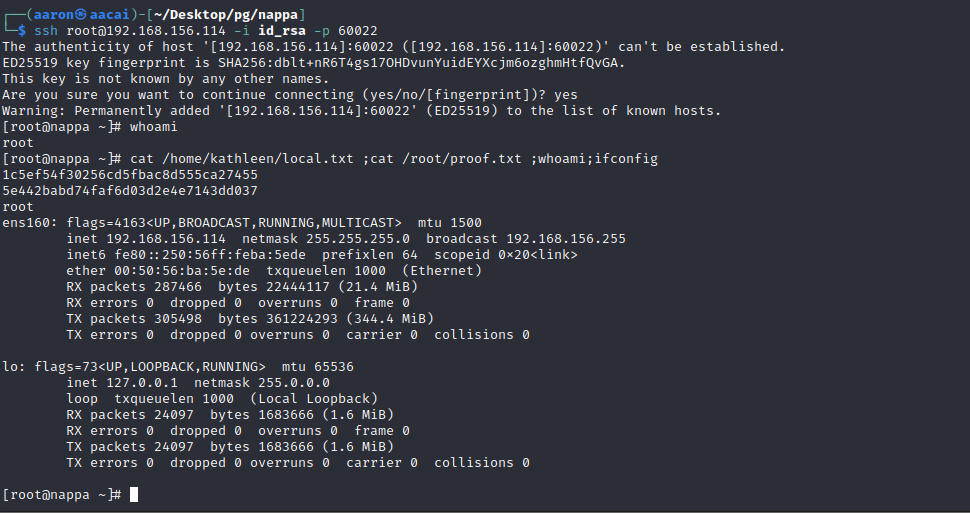 ┌──(aaron㉿aacai)-[~/Desktop/pg/nappa]
└─$ ssh root@192.168.156.114 -i id_rsa -p 60022
The authenticity of host '[192.168.156.114]:60022 ([192.168.156.114]:60022)' can't be established.
ED25519 key fingerprint is SHA256:dblt+nR6T4gs17OHDvunYuidEYXcjm6ozghmHtfQvGA.
This key is not known by any other names.
Are you sure you want to continue connecting (yes/no/[fingerprint])? yes
Warning: Permanently added '[192.168.156.114]:60022' (ED25519) to the list of known hosts.
[root@nappa ~]# whoami
root
[root@nappa ~]# cat /home/kathleen/local.txt ;cat /root/proof.txt ;whoami;ifconfig
1c5ef54f30256cd5fbac8d555ca27455
5e442babd74faf6d03d2e4e7143dd037
root
ens160: flags=4163<UP,BROADCAST,RUNNING,MULTICAST>  mtu 1500
        inet 192.168.156.114  netmask 255.255.255.0  broadcast 192.168.156.255
        inet6 fe80::250:56ff:feba:5ede  prefixlen 64  scopeid 0×20<link>
        ether 00:50:56:ba:5e:de  txqueuelen 1000  (Ethernet)
        RX packets 287466  bytes 22444117 (21.4 MiB)
        RX errors 0  dropped 0  overruns 0  frame 0
        TX packets 305498  bytes 361224293 (344.4 MiB)
        TX errors 0  dropped 0 overruns 0  carrier 0  collisions 0

lo: flags=73<UP,LOOPBACK,RUNNING>  mtu 65536
        inet 127.0.0.1  netmask 255.0.0.0
        loop  txqueuelen 1000  (Local Loopback)
        RX packets 24097  bytes 1683666 (1.6 MiB)
        RX errors 0  dropped 0  overruns 0  frame 0
        TX packets 24097  bytes 1683666 (1.6 MiB)
        TX errors 0  dropped 0 overruns 0  carrier 0  collisions 0

[root@nappa ~]#